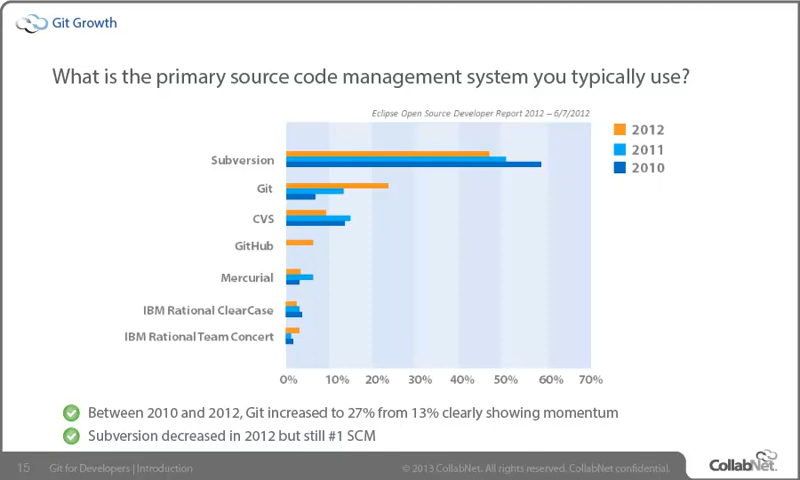 Git Growth
What is the primary source code management system you typically use?
Eclipse Open Source Developer Report 2012 – 6/7/2012
2012
2011
2010
Subversion
Git
CVS
GitHub
Mercurial
IBM Rational ClearCase
IBM Rational Team Concert
0% 10% 20% 30% 40% 50% 60% 70%
Between 2010 and 2012, Git increased to 27% from 13% clearly showing momentum
Subversion decreased in 2012 but still #1 SCM
15 Git for Developers | Introduction © 2013 CollabNet. All rights reserved. CollabNet confidential. CollabNet.